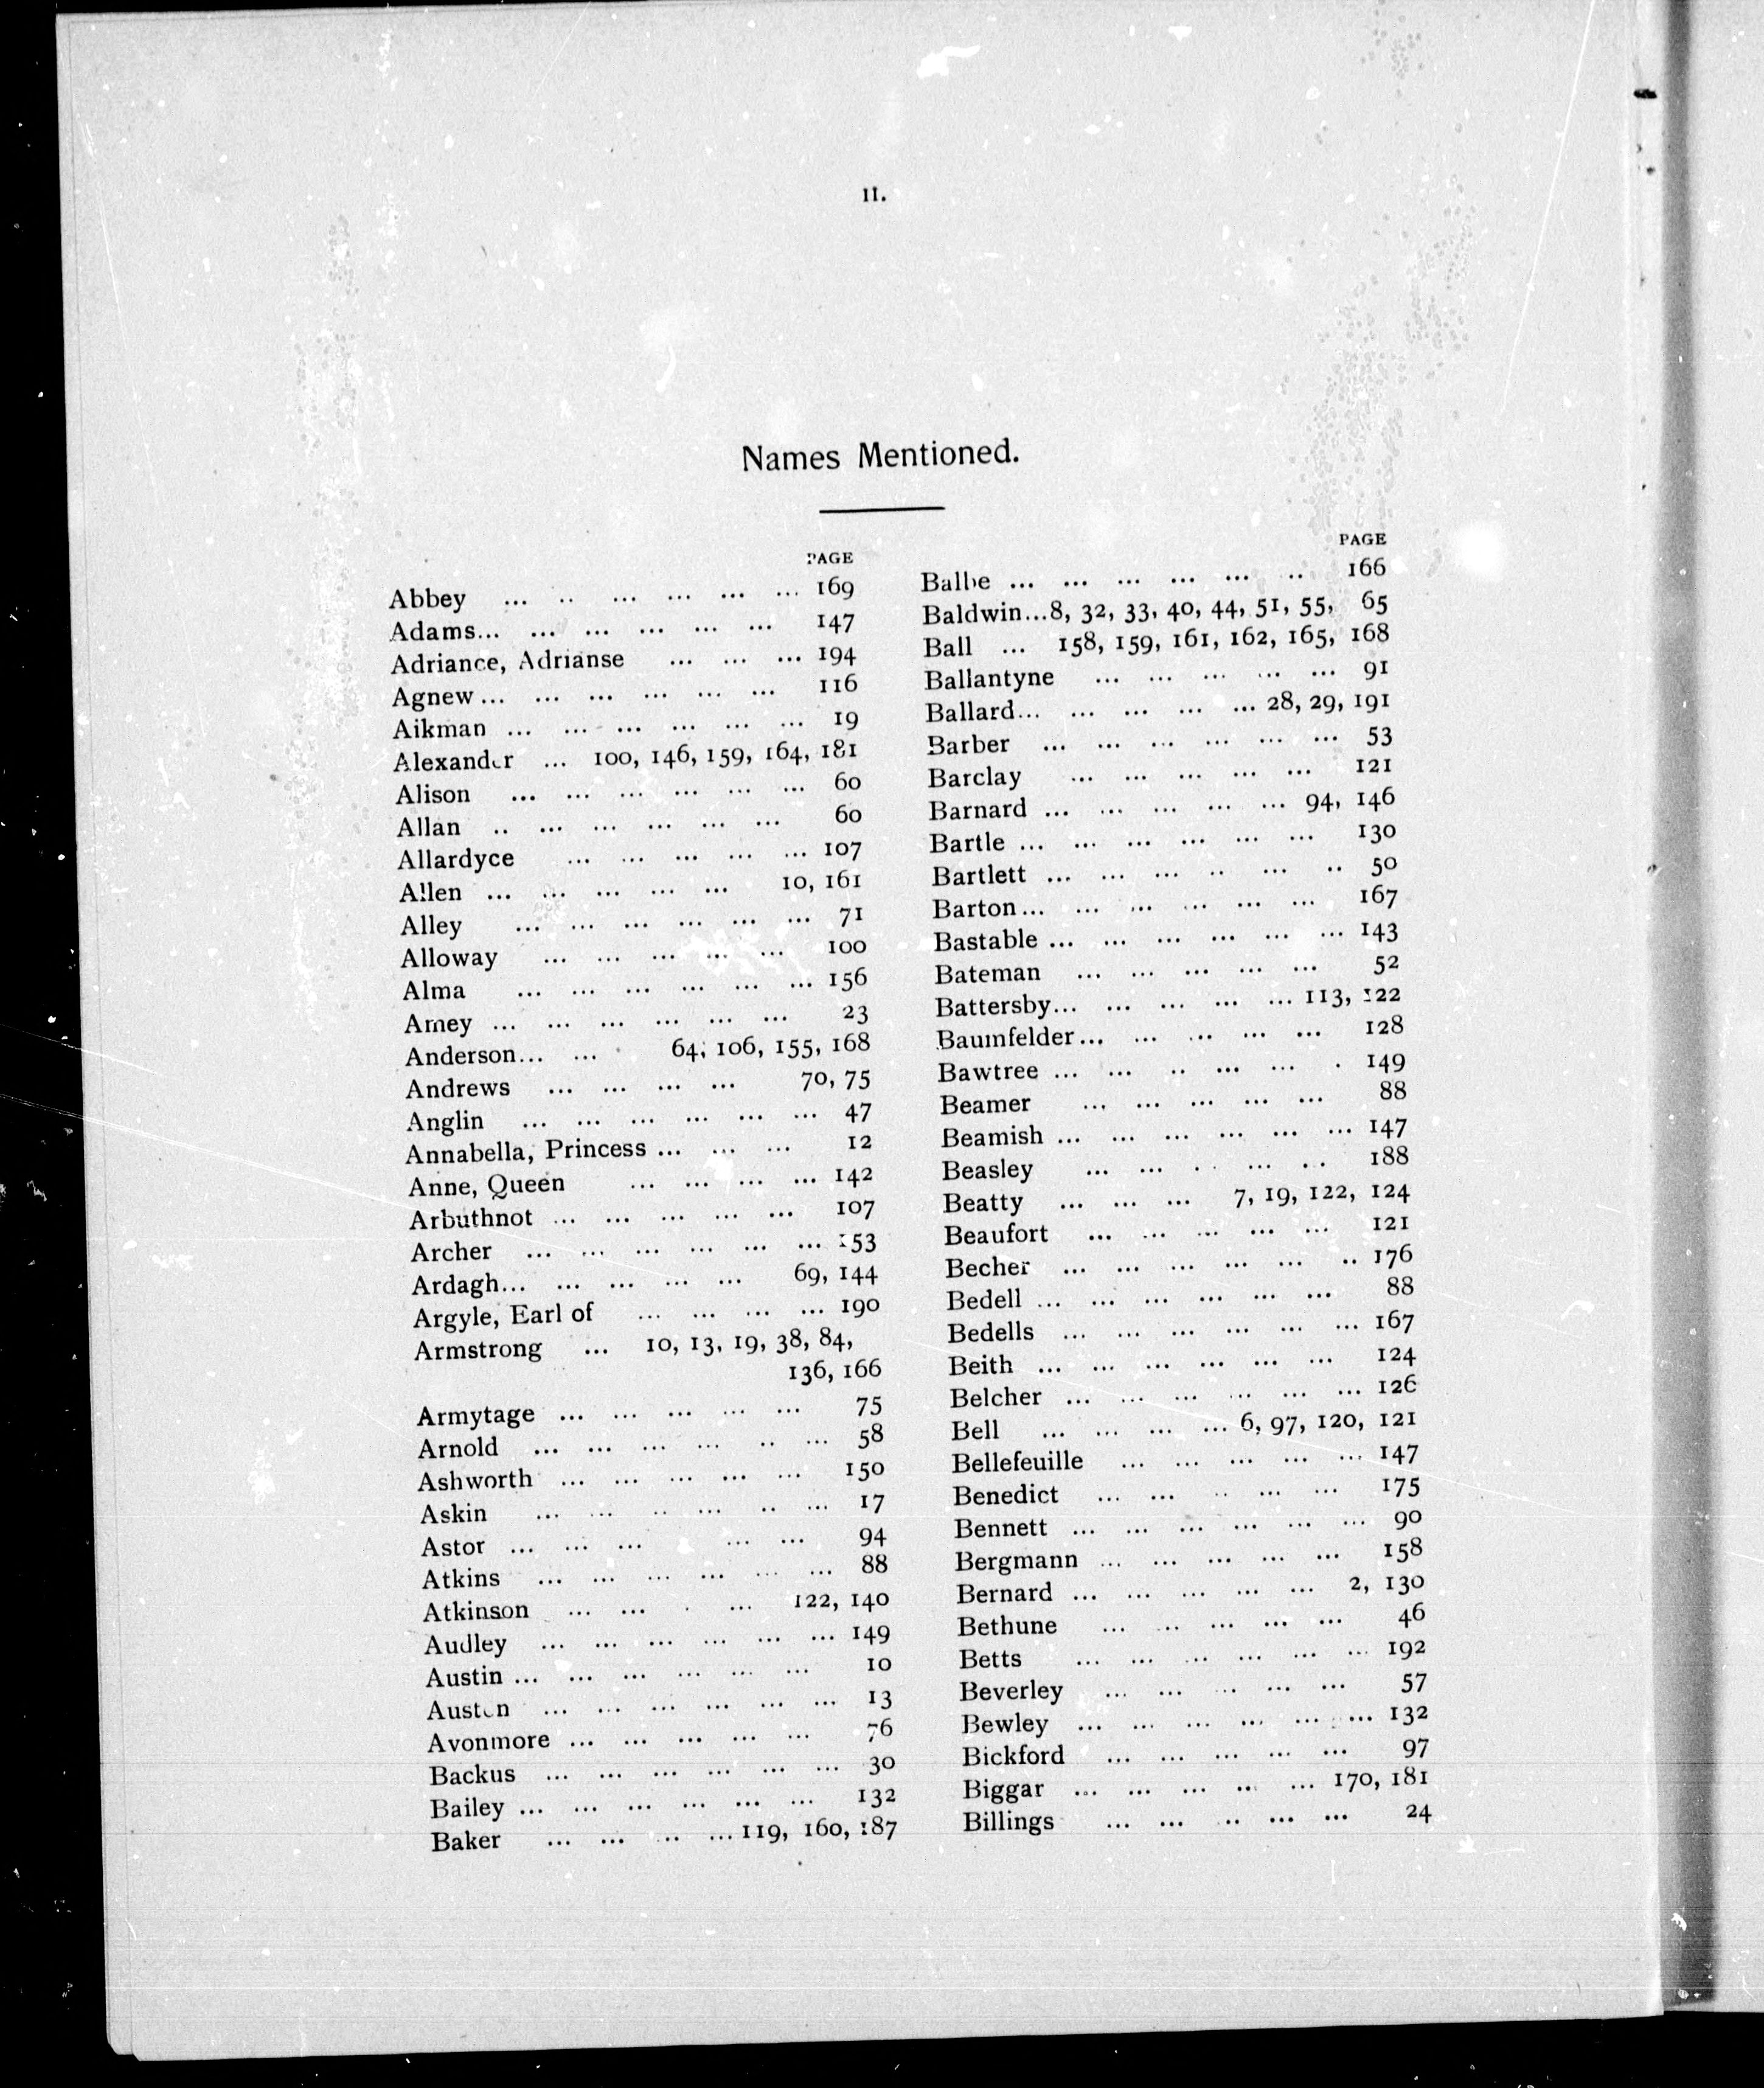 II.
Names Mentioned.
PAGE
Abbey ... .. ... ... ... ... 169
Adams... ... ... ... ... ... 147
Adriance, Adrianse ... ... ... 194
Agnew... ... ... ... ... ... 116
Aikman ... ... ... ... ... ... 19
Alexander ... 100, 146, 159, 164, 181
Alison ... ... ... ... ... ... 60
Allan .. ... ... ... ... ... 60
Allardyce ... ... ... ... ... 107
Allen ... ... ... ... ... 10, 161
Alley ... ... ... ... ... ... 71
Alloway ... ... ... ... ... 100
Alma ... ... ... ... ... ... 156
Amey ... ... ... ... ... ... 23
Anderson... ... 64, 106, 155, 168
Andrews ... ... ... ... 70, 75
Anglin ... ... ... ... ... ... 47
Annabella, Princess ... ... ... 12
Anne, Queen ... ... ... ... 142
Arbuthnot ... ... ... ... ... 107
Archer ... ... ... ... ... ... 153
Ardagh... ... ... ... ... 69, 144
Argyle, Earl of ... ... ... ... 190
Armstrong ... 10, 13, 19, 38, 84,
136, 166
Armytage ... ... ... ... ... 75
Arnold ... ... ... ... .. ... 58
Ashworth ... ... ... ... ... 150
Askin ... ... .. ... .. ... 17
Astor ... ... ... ... ... 94
Atkins ... ... ... ... ... ... 88
Atkinson ... ... . ... 122, 140
Audley ... ... ... ... ... ... 149
Austin ... ... ... ... ... ... 10
Austen ... ... ... ... ... ... 13
Avonmore ... ... ... ... ... 76
Backus ... ... ... ... ... ... 30
Bailey ... ... ... ... ... ... 132
Baker ... ... .. ... 119, 160, 187
PAGE
Balbe ... ... ... ... ... .. 166
Baldwin...8, 32, 33, 40, 44, 51, 55, 65
Ball ... 158, 159, 161, 162, 165, 168
Ballantyne ... ... ... ... ... 91
Ballard... ... ... ... ... 28, 29, 191
Barber ... ... ... ... ... ... 53
Barclay ... ... ... ... ... 121
Barnard ... ... ... ... ... 94, 146
Bartle ... ... ... ... ... ... 130
Bartlett ... ... ... .. ... .. 50
Barton... ... ... ... ... ... 167
Bastable ... ... ... ... ... ... 143
Bateman ... ... ... ... ... 52
Battersby... ... ... ... ... 113, 122
Baumfelder... ... ... ... ... 128
Bawtree ... ... .. ... ... . 149
Beamer ... ... ... ... ... 88
Beamish ... ... ... ... ... ... 147
Beasley ... ... .. ... .. 188
Beatty ... ... ... 7, 19, 122, 124
Beaufort ... ... ... ... ... 121
Becher ... ... ... ... ... .. 176
Bedell ... ... ... ... ... ... 88
Bedells ... ... ... ... ... ... 167
Beith ... ... ... ... ... ... 124
Belcher ... ... ... ... ... ... 126
Bell ... ... ... ... 6, 97, 120, 121
Bellefeuille ... ... ... ... ... 147
Benedict ... ... .. ... ... 175
Bennett ... ... ... ... ... ... 90
Bergmann ... ... ... ... ... 158
Bernard ... ... ... ... ... 2, 130
Bethune ... ... ... ... ... 46
Betts ... ... ... ... ... ... 192
Beverley ... ... ... ... ... 57
Bewley ... ... ... ... ... ... 132
Bickford ... ... ... ... ... 97
Biggar ... ... ... ... ... 170, 181
Billings ... ... .. ... ... 24